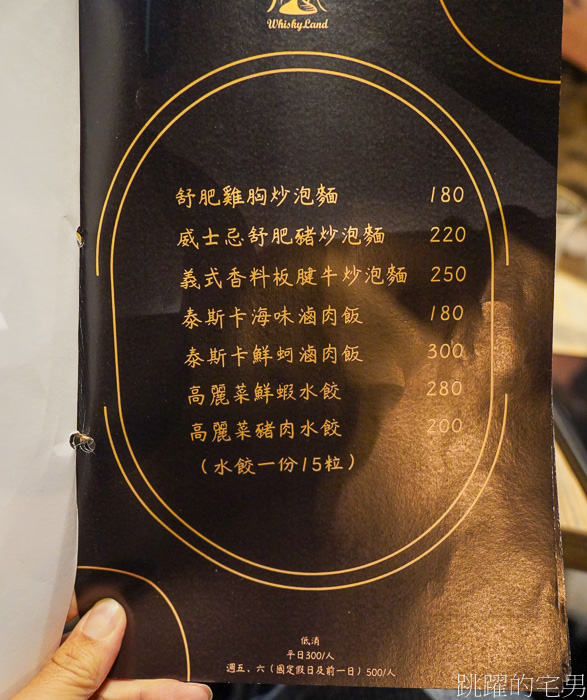 WhiskyLand
舒肥雞胸炒泡麵 180
威士忌舒肥豬炒泡麵 220
義式香料板腱牛炒泡麵 250
泰斯卡海味滷肉飯 180
泰斯卡鮮蚵滷肉飯 300
高麗菜鮮蝦水餃 280
高麗菜豬肉水餃 200
（水餃一份15粒）
低消
平日300/人
週五、六（國定假日及前一日）500/人
跳躍的宅男